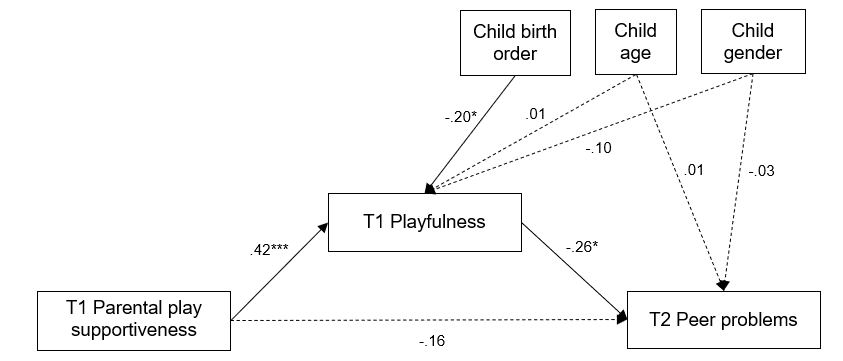 Child birth
order
Child
age
Child
gender
-.20*
.01
-.10
.01
-.03
T1 Playfulness
.42***
-.26*
T1 Parental play
supportiveness
T2 Peer problems
-.16